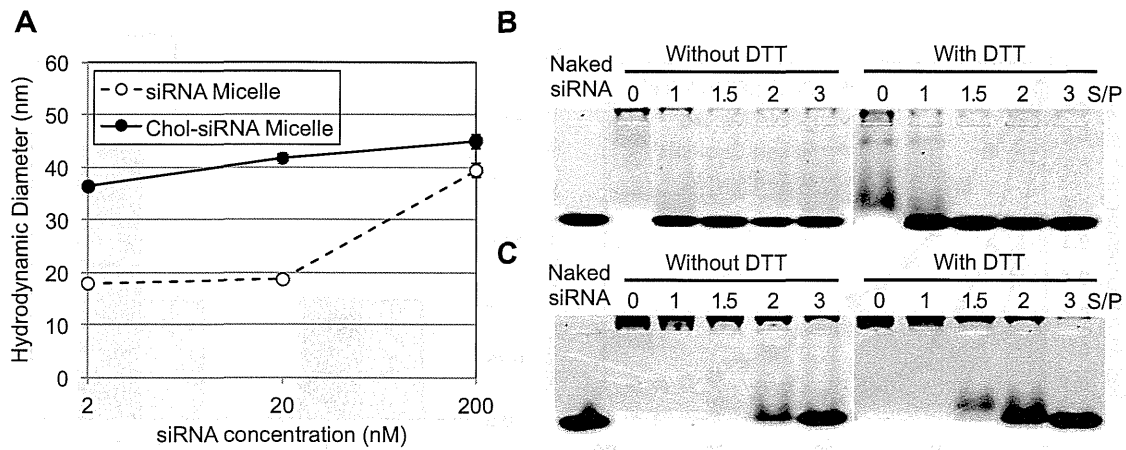 A
Hydrodynamic Diameter (nm)
60
50
40
30
20
10
0
siRNA Micelle
Chol-siRNA Micelle
2
20
200
siRNA concentration (nM)
B
Naked
siRNA
Without DTT
With DTT
0 1 1.5 2 3
0 1 1.5 2 3 S/P
C
Naked
siRNA
Without DTT
With DTT
0 1 1.5 2 3
0 1 1.5 2 3 S/P